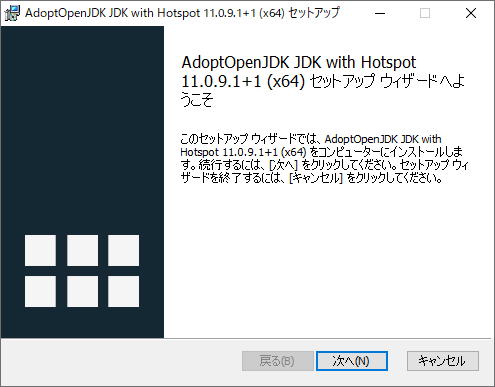 AdoptOpenJDK JDK with Hotspot 11.0.9.1+1 (x64) セットアップ
AdoptOpenJDK JDK with Hotspot
11.0.9.1+1 (x64) セットアップ ウィザードへよ
うこそ
このセットアップ ウィザードでは、AdoptOpenJDK JDK with
Hotspot 11.0.9.1+1 (x64) をコンピューターにインストールしま
す。続行するには、[次へ] をクリックしてください。セットアップ ウィ
ザードを終了するには、[キャンセル] をクリックしてください。
戻る(B) 次へ(N) キャンセル